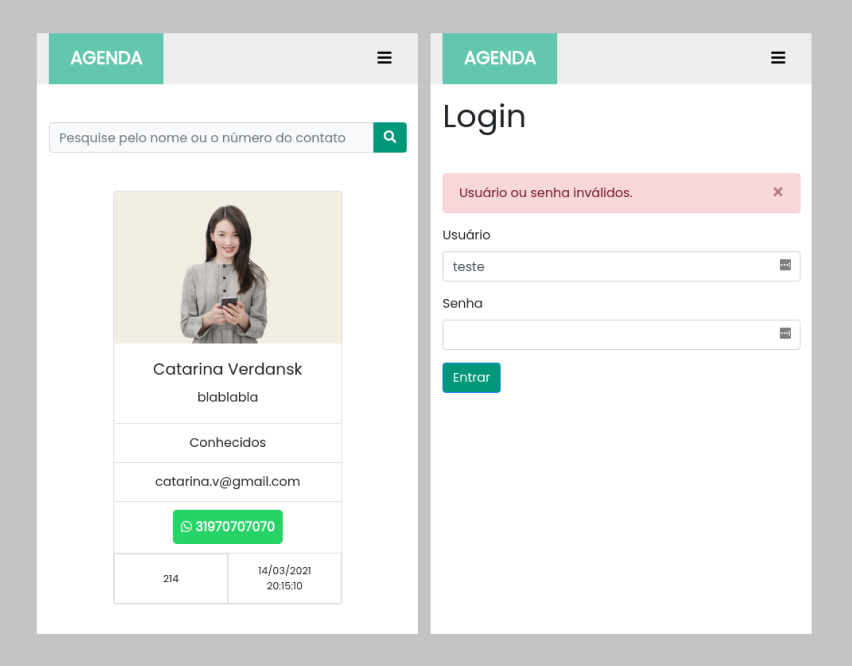 AGENDA
Pesquise pelo nome ou o número do contato
Catarina Verdansk
blablabla
Conhecidos
catarina.v@gmail.com
31970707070
214
14/03/2021
20:15:10
AGENDA
Login
Usuário ou senha inválidos.
×
Usuário
teste
Senha
Entrar